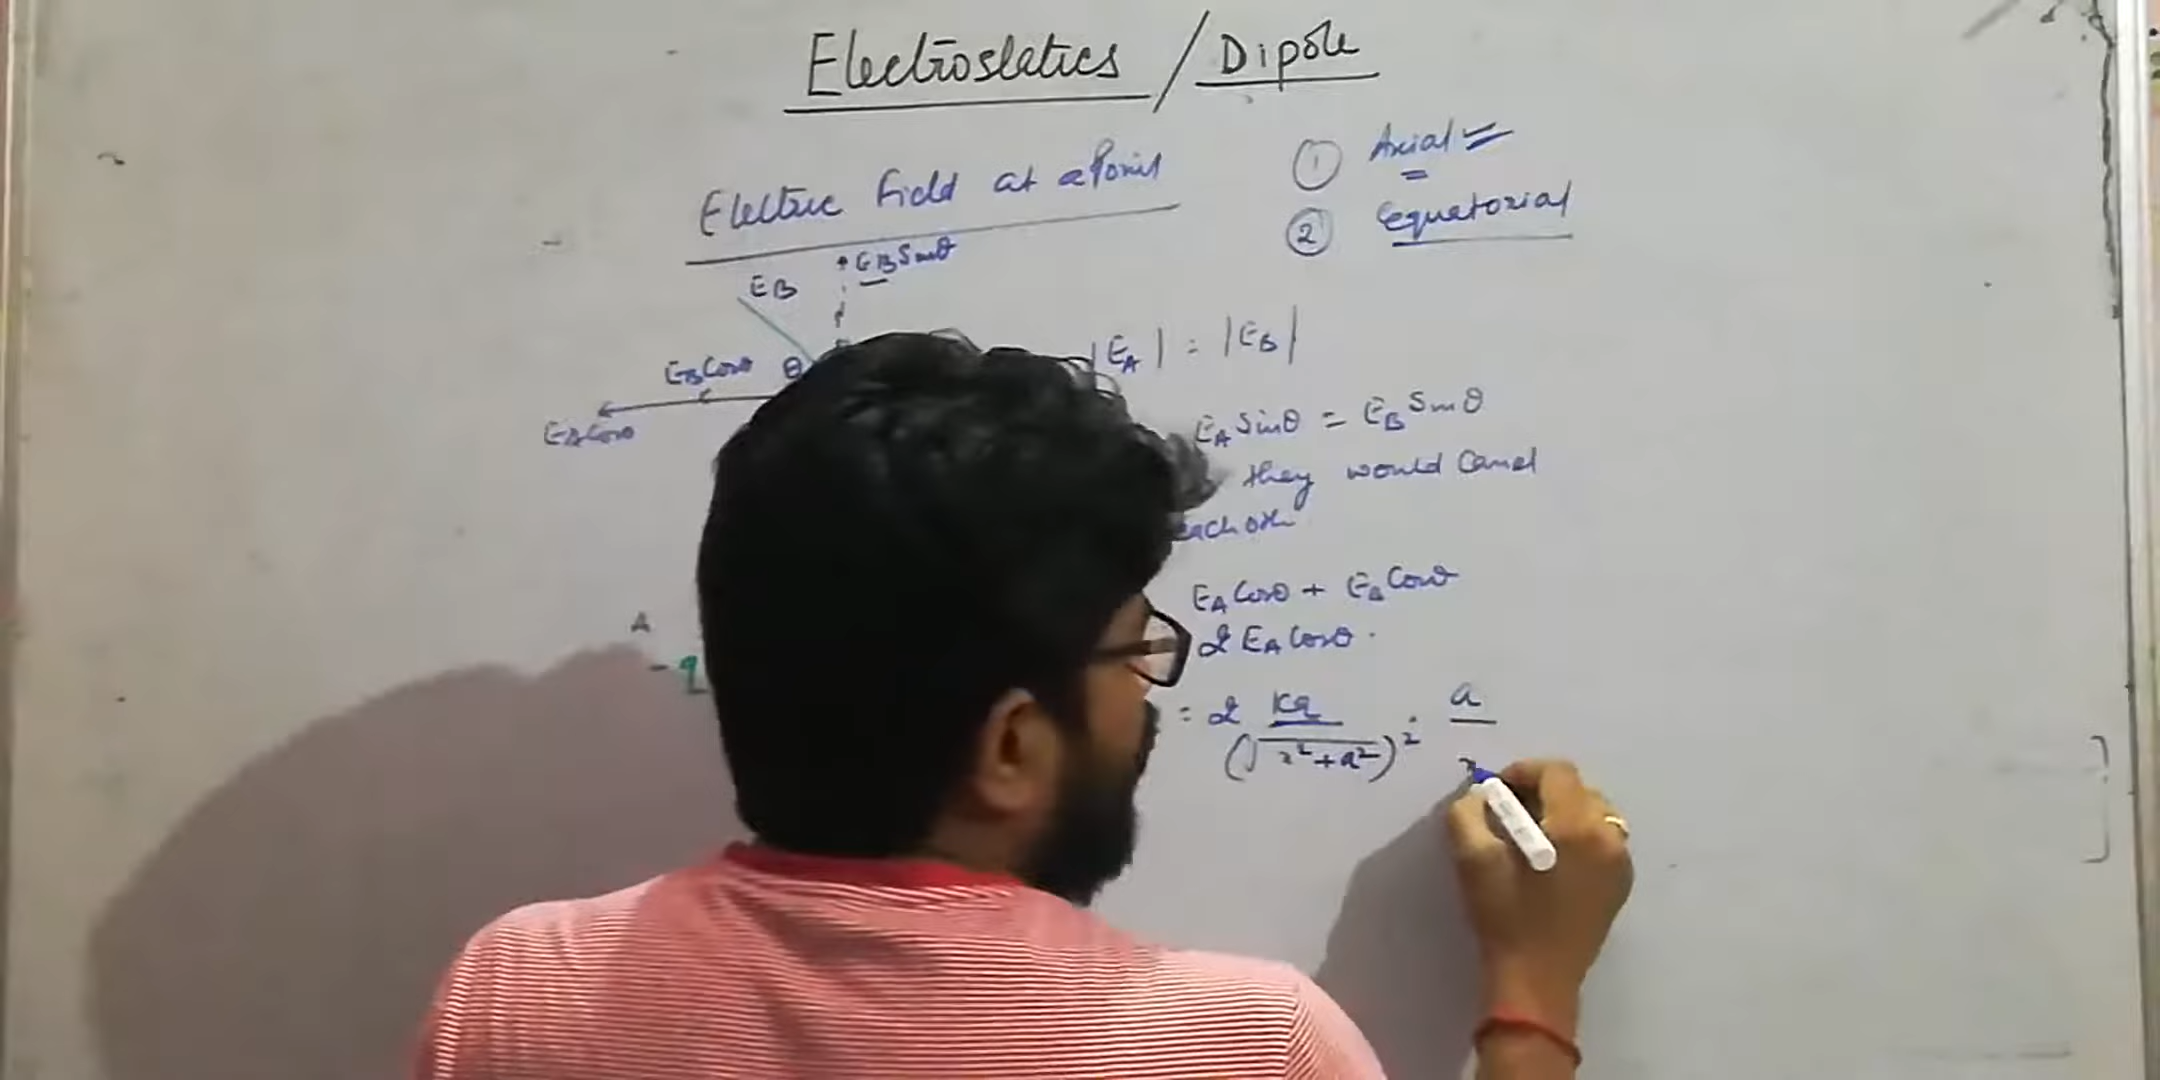 Electrostatics / Dipole
Electric Field at a Point
① Axial
② equatorial
EB Sinθ
EB
|EA| = |EB|
EB Cosθ θ
EA Cosθ
EA Sinθ = EB Sinθ
they would Cancel
each oth
EA Cosθ + EA Cosθ
2 EA Cosθ .
A
- q
= 2 Kq / (√x²+a²)² . a / x